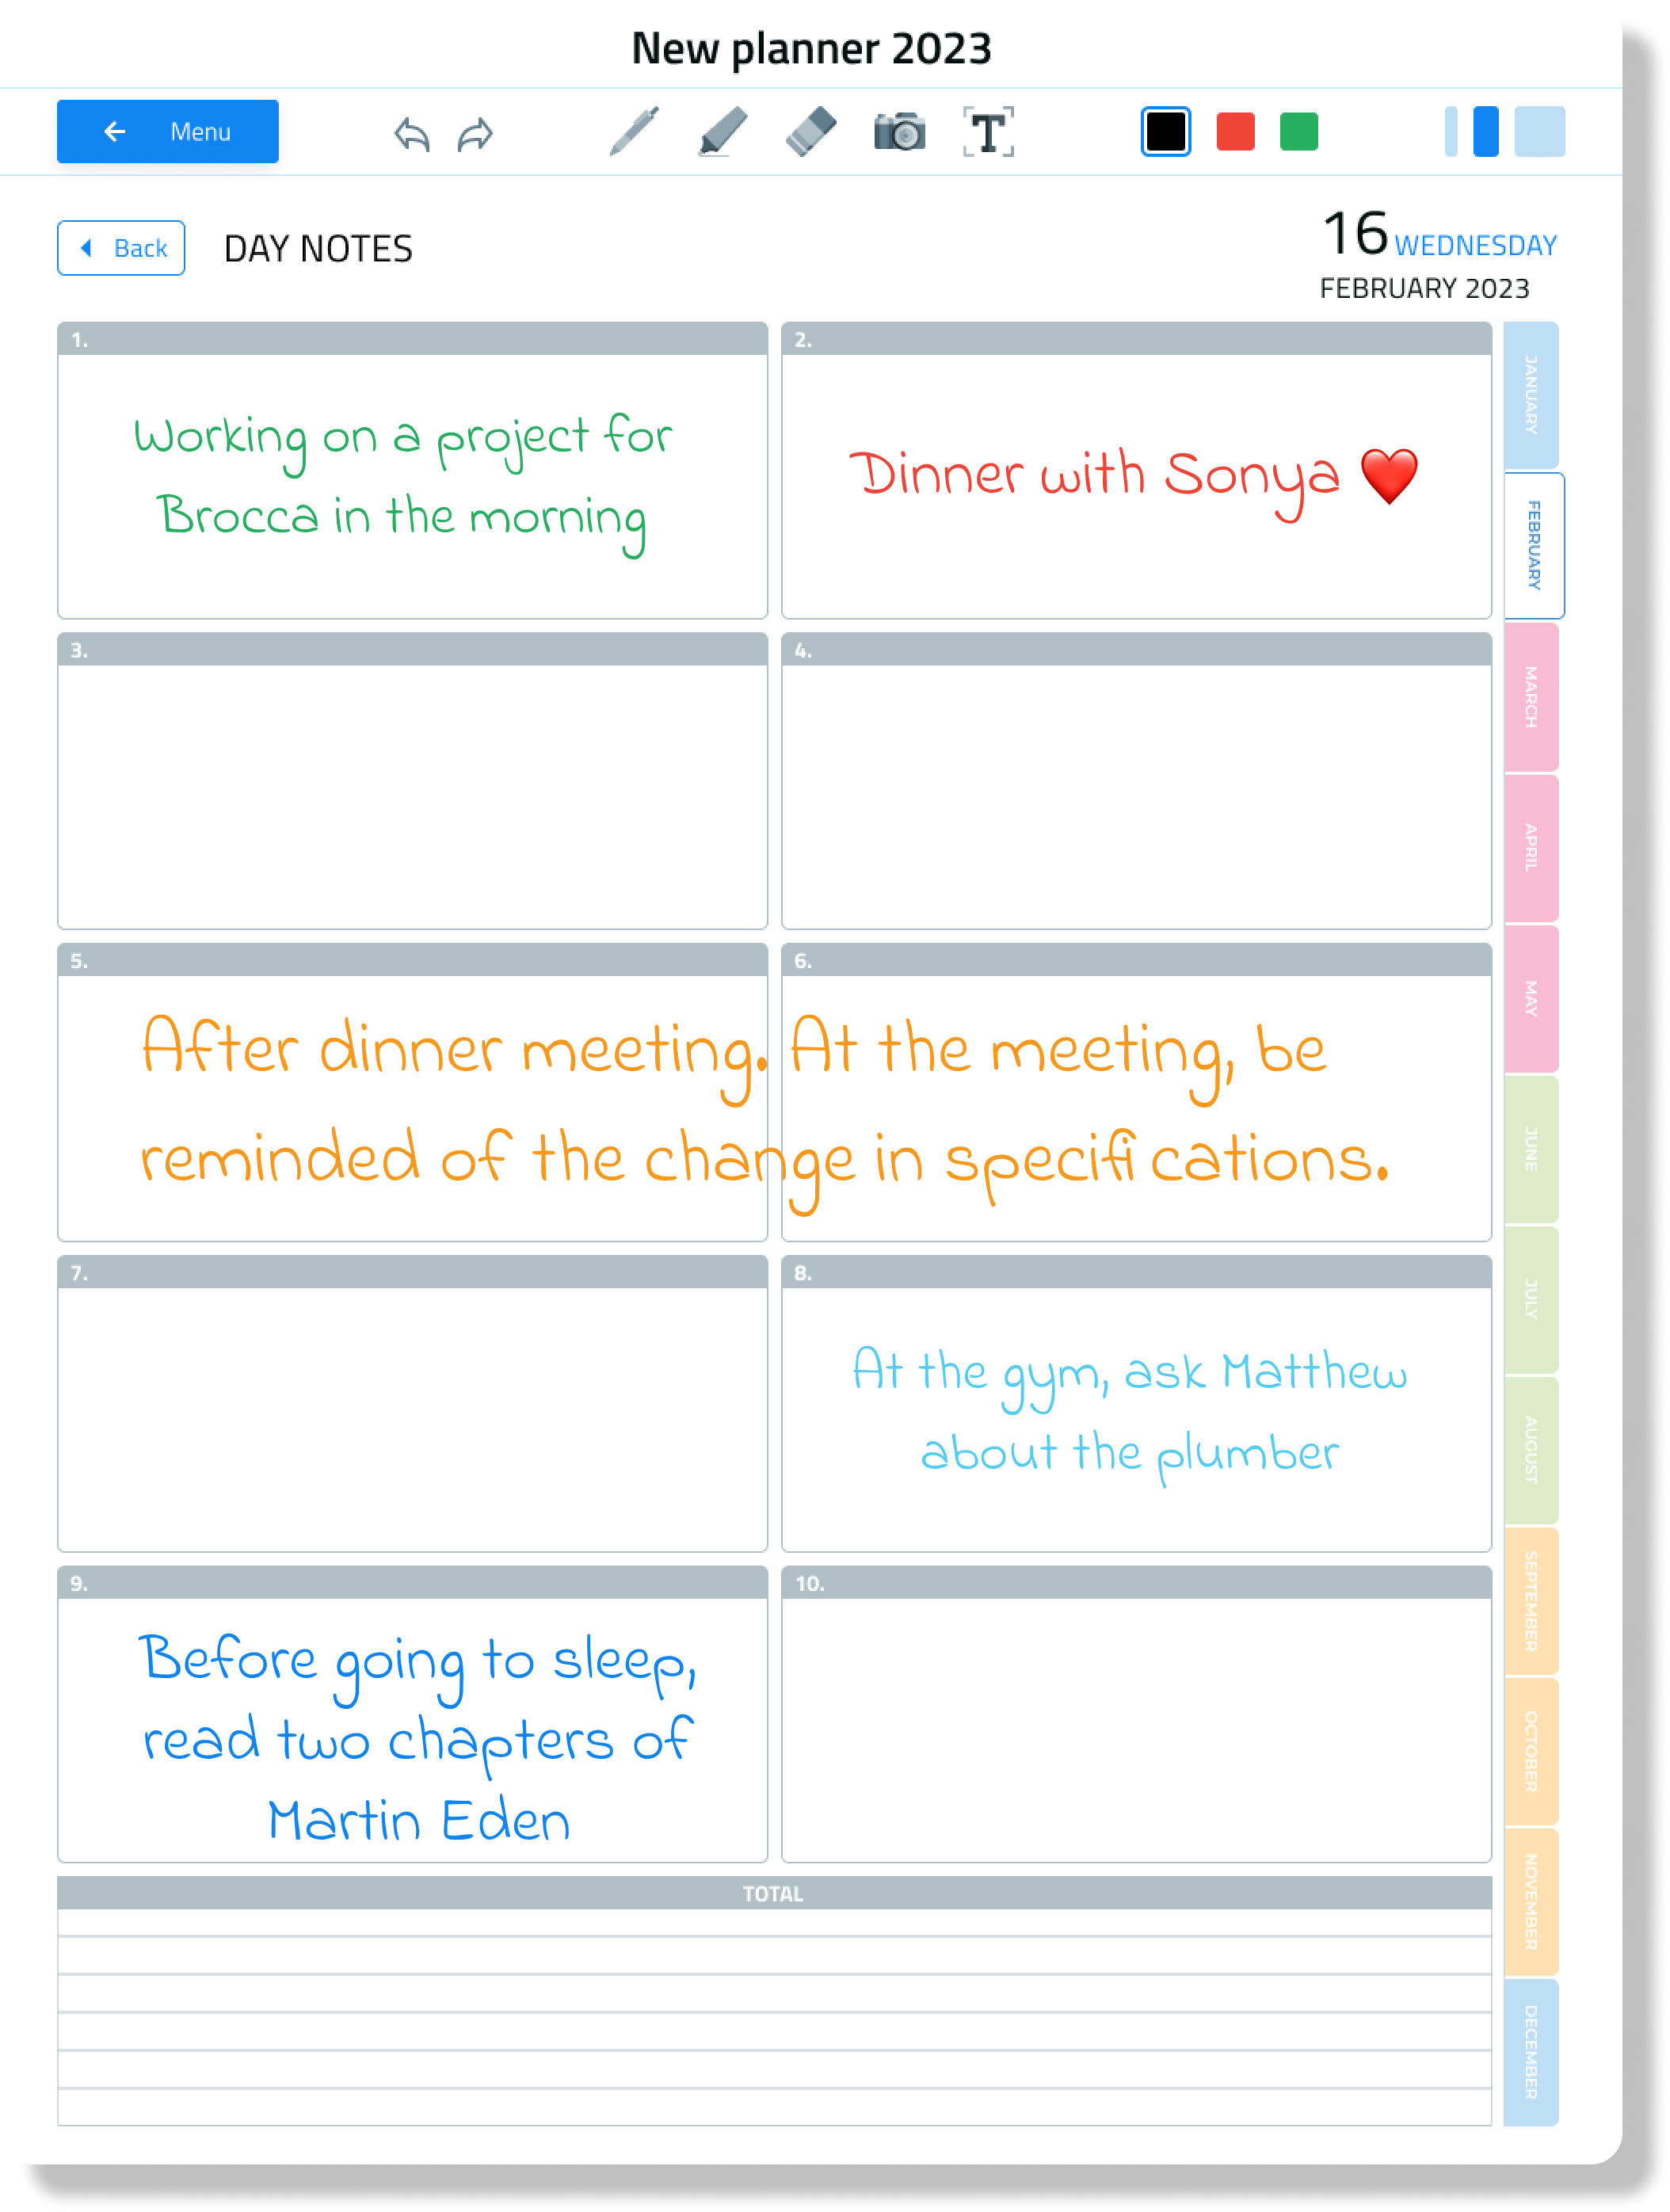 New planner 2023
Menu
T
Back
DAY NOTES
16 WEDNESDAY
FEBRUARY 2023
1.
Working on a project for
Brocca in the morning
2.
Dinner with Sonya ❤️
3.
4.
5.
6.
After dinner meeting. At the meeting, be
reminded of the change in specifications.
7.
8.
At the gym, ask Matthew
about the plumber
9.
Before going to sleep,
read two chapters of
Martin Eden
10.
TOTAL
JANUARY
FEBRUARY
MARCH
APRIL
MAY
JUNE
JULY
AUGUST
SEPTEMBER
OCTOBER
NOVEMBER
DECEMBER